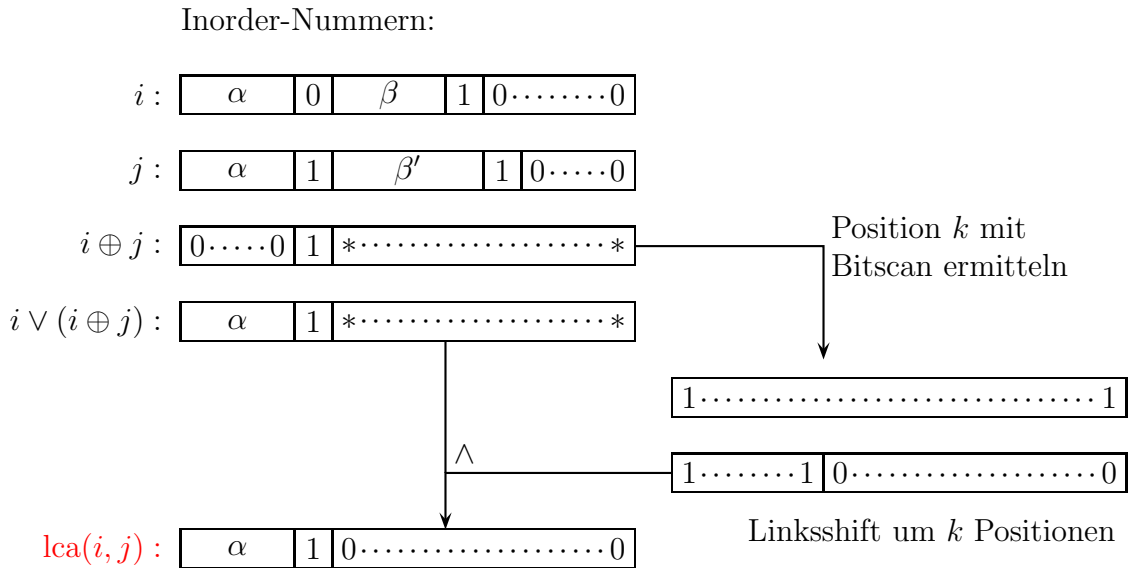 Inorder-Nummern:
i : α 0 β 1 0········0
j : α 1 β′ 1 0·····0
i ⊕ j : 0·····0 1 *····················*
Position k mit
Bitscan ermitteln
i ∨ (i ⊕ j) : α 1 *····················*
1································1
∧
1········1 0·····················0
Linksshift um k Positionen
lca(i, j) : α 1 0····················0